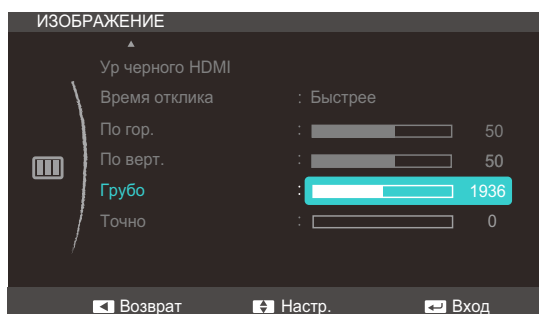 ИЗОБРАЖЕНИЕ
Ур черного HDMI
Время отклика : Быстрее
По гор. : 50
По верт. : 50
Грубо : 1936
Точно : 0
Возврат Настр. Вход